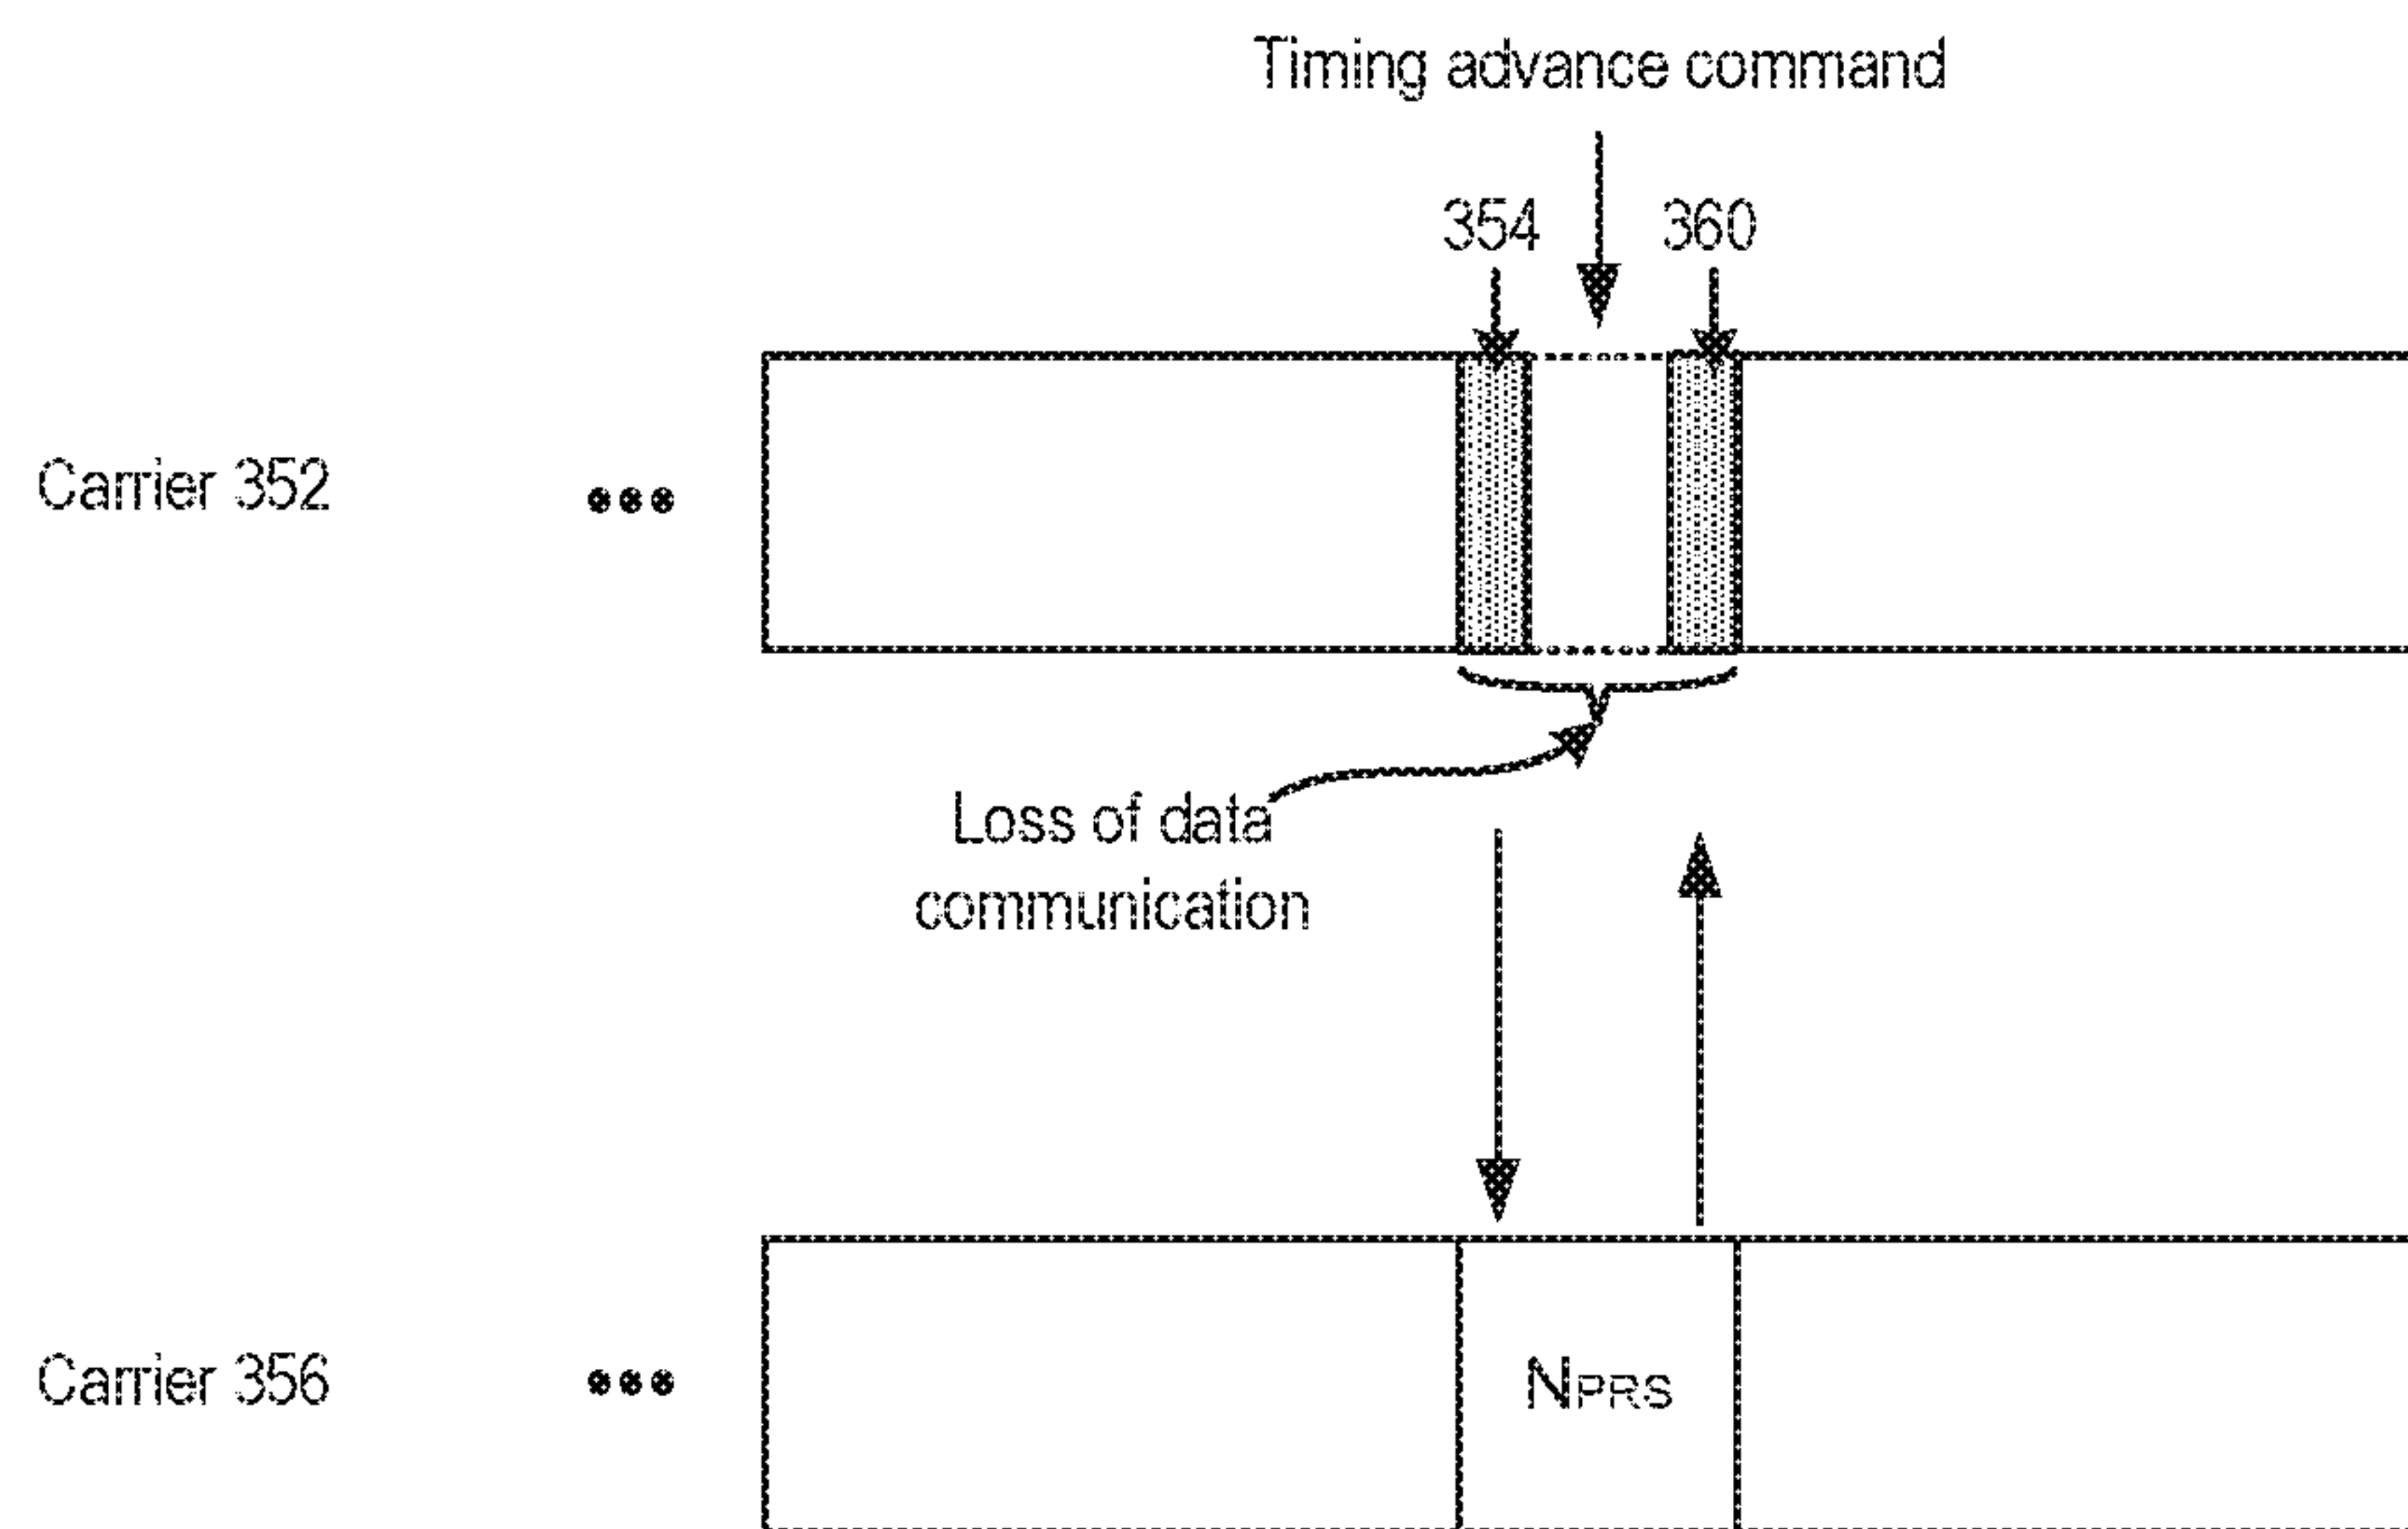 Timing advance command
354 360
Carrier 352
Loss of data
communication
Carrier 356
NPRS